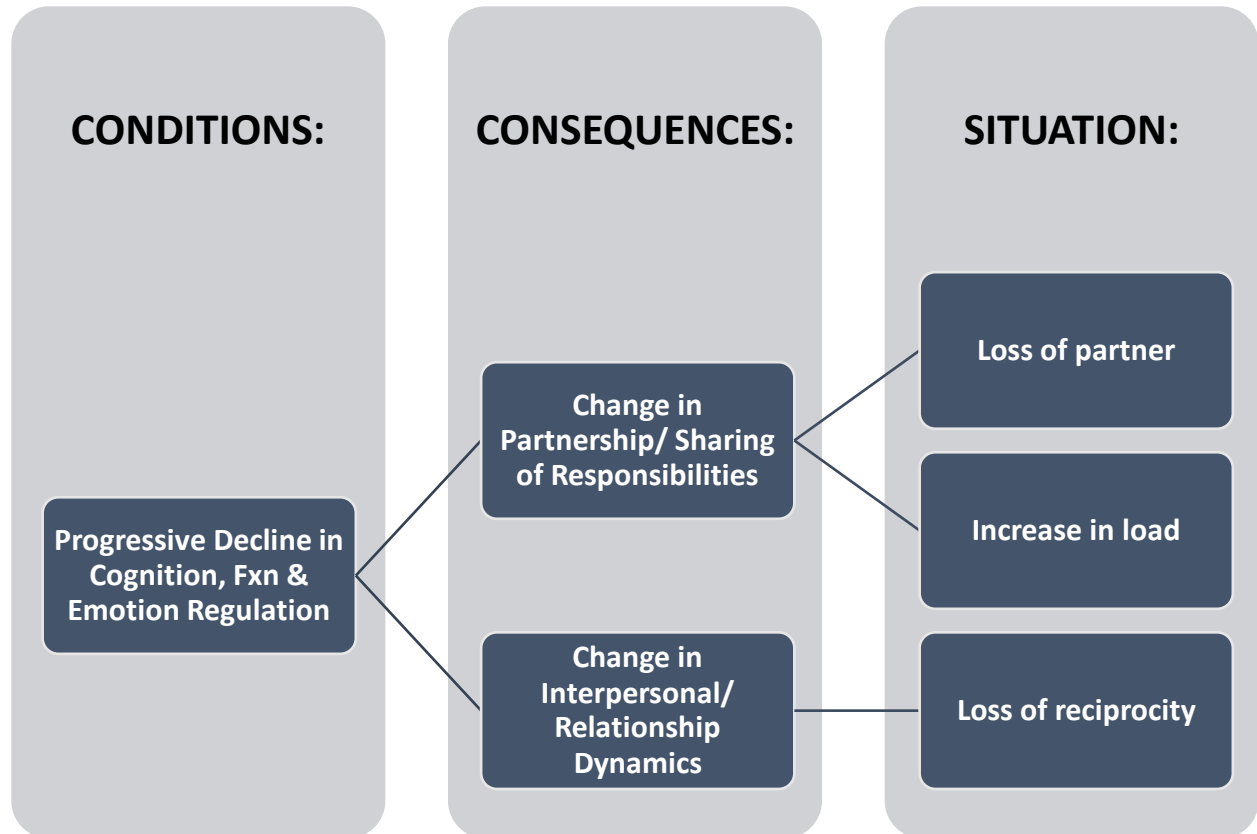 CONDITIONS:
CONSEQUENCES:
SITUATION:
Progressive Decline in
Cognition, Fxn &
Emotion Regulation
Change in
Partnership/ Sharing
of Responsibilities
Change in
Interpersonal/
Relationship
Dynamics
Loss of partner
Increase in load
Loss of reciprocity